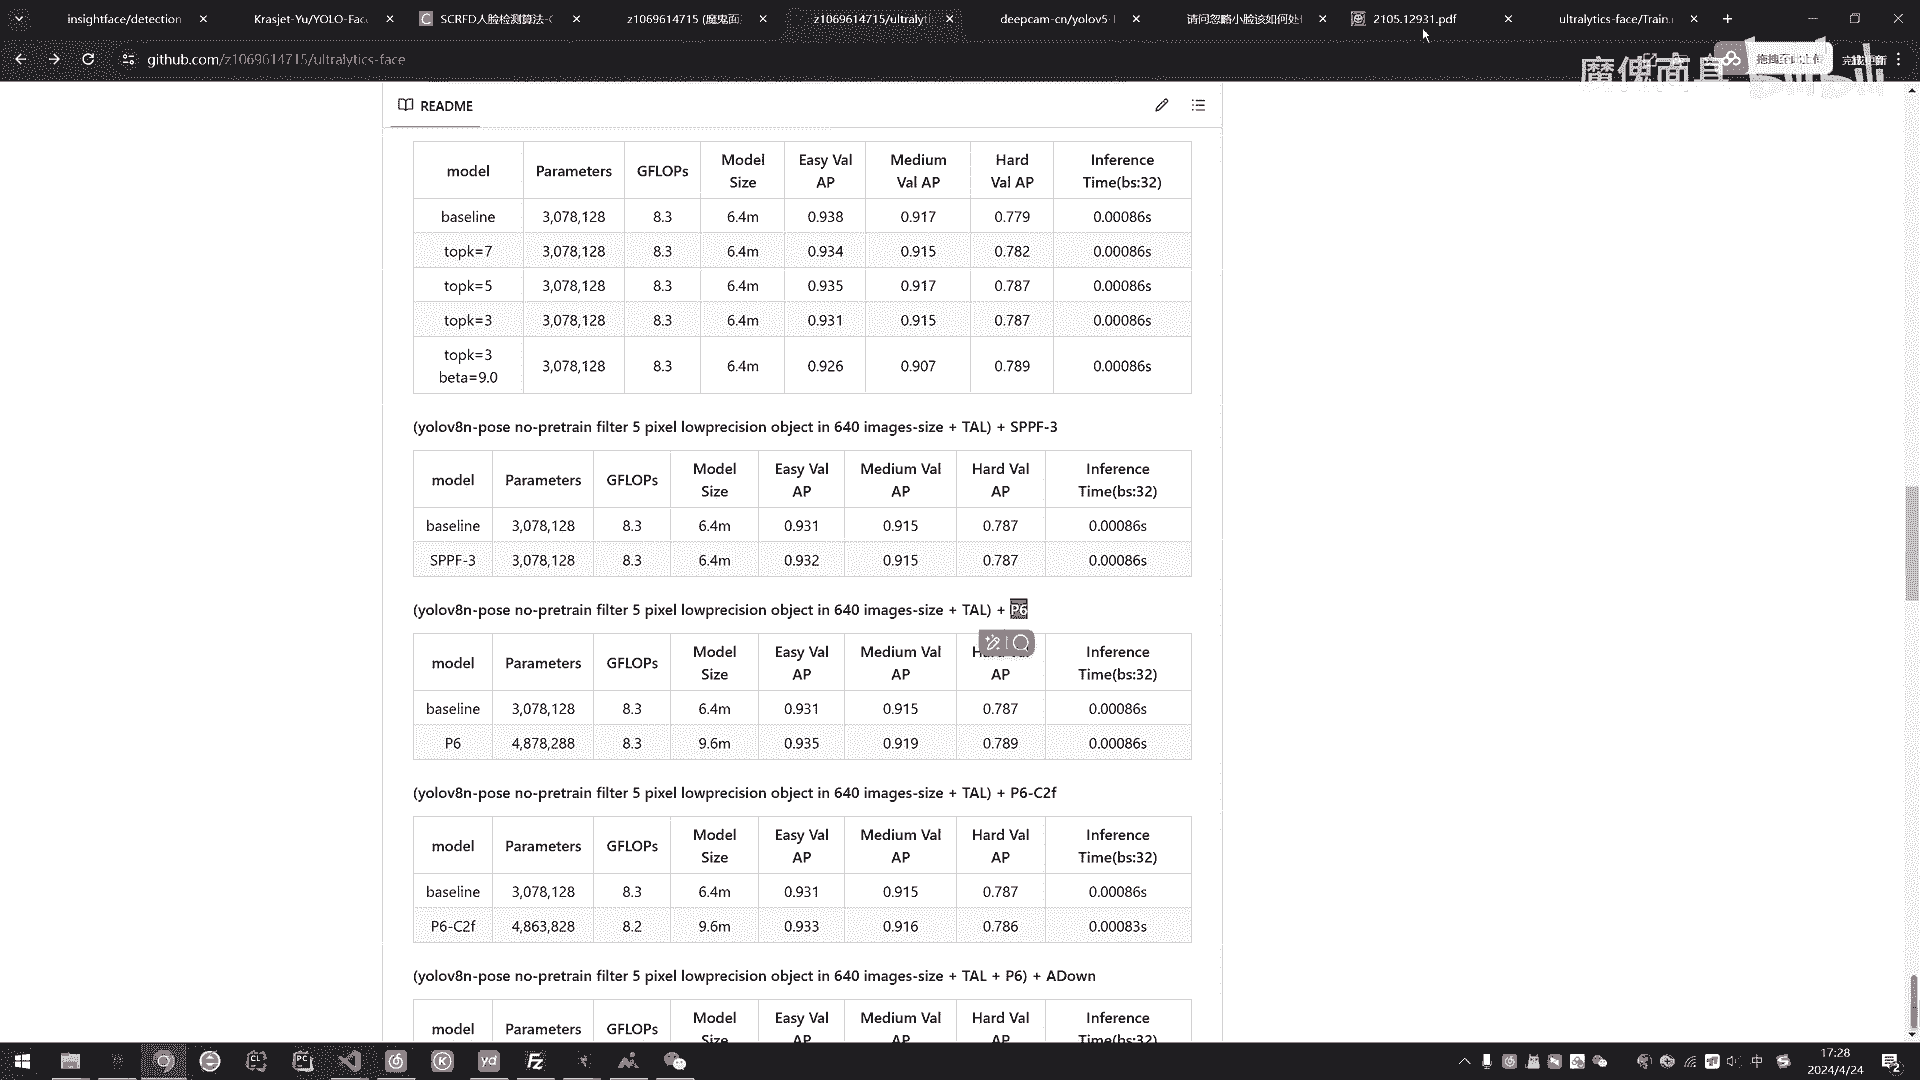 insightface/detection
Krasjet-Yu/YOLO-Fac
SCRFD人脸检测算法-C
z1069614715 (魔鬼面
z1069614715/ultralyti
deepcam-cn/yolov5-
请问忽略小脸该如何处
2105.12931.pdf
ultralytics-face/Train.
github.com/z1069614715/ultralytics-face
魔傀面具
bilibili
README
model Parameters GFLOPs Model Size Easy Val AP Medium Val AP Hard Val AP Inference Time(bs:32)
baseline 3,078,128 8.3 6.4m 0.938 0.917 0.779 0.00086s
topk=7 3,078,128 8.3 6.4m 0.934 0.915 0.782 0.00086s
topk=5 3,078,128 8.3 6.4m 0.935 0.917 0.787 0.00086s
topk=3 3,078,128 8.3 6.4m 0.931 0.915 0.787 0.00086s
topk=3 beta=9.0 3,078,128 8.3 6.4m 0.926 0.907 0.789 0.00086s
(yolov8n-pose no-pretrain filter 5 pixel lowprecision object in 640 images-size + TAL) + SPPF-3
model Parameters GFLOPs Model Size Easy Val AP Medium Val AP Hard Val AP Inference Time(bs:32)
baseline 3,078,128 8.3 6.4m 0.931 0.915 0.787 0.00086s
SPPF-3 3,078,128 8.3 6.4m 0.932 0.915 0.787 0.00086s
(yolov8n-pose no-pretrain filter 5 pixel lowprecision object in 640 images-size + TAL) + P6
model Parameters GFLOPs Model Size Easy Val AP Medium Val AP AP Inference Time(bs:32)
baseline 3,078,128 8.3 6.4m 0.931 0.915 0.787 0.00086s
P6 4,878,288 8.3 9.6m 0.935 0.919 0.789 0.00086s
(yolov8n-pose no-pretrain filter 5 pixel lowprecision object in 640 images-size + TAL) + P6-C2f
model Parameters GFLOPs Model Size Easy Val AP Medium Val AP Hard Val AP Inference Time(bs:32)
baseline 3,078,128 8.3 6.4m 0.931 0.915 0.787 0.00086s
P6-C2f 4,863,828 8.2 9.6m 0.933 0.916 0.786 0.00083s
(yolov8n-pose no-pretrain filter 5 pixel lowprecision object in 640 images-size + TAL + P6) + ADown
model Parameters GFLOPs Model Size Easy Val AP Medium Val AP Hard Val AP Inference Time(bs:32)
中
17:28
2024/4/24